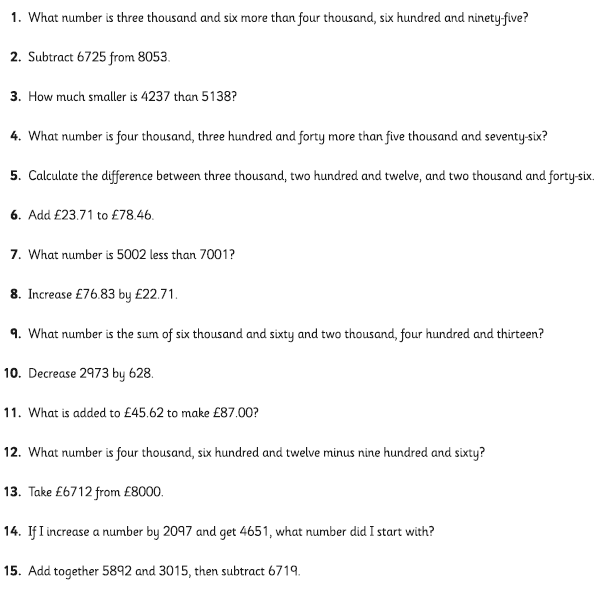 1. What number is three thousand and six more than four thousand, six hundred and ninety-five?
2. Subtract 6725 from 8053.
3. How much smaller is 4237 than 5138?
4. What number is four thousand, three hundred and forty more than five thousand and seventy-six?
5. Calculate the difference between three thousand, two hundred and twelve, and two thousand and forty-six.
6. Add £23.71 to £78.46.
7. What number is 5002 less than 7001?
8. Increase £76.83 by £22.71.
9. What number is the sum of six thousand and sixty and two thousand, four hundred and thirteen?
10. Decrease 2973 by 628.
11. What is added to £45.62 to make £87.00?
12. What number is four thousand, six hundred and twelve minus nine hundred and sixty?
13. Take £6712 from £8000.
14. If I increase a number by 2097 and get 4651, what number did I start with?
15. Add together 5892 and 3015, then subtract 6719.